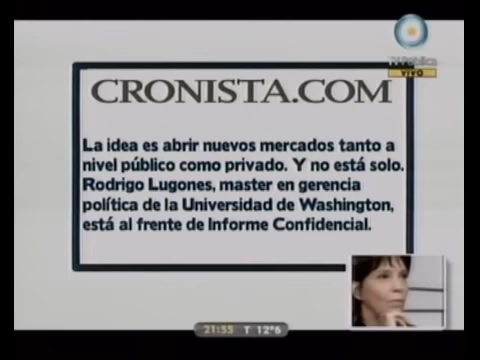 TV Pública
VIVO
CRONISTA.COM
La idea es abrir nuevos mercados tanto a
nivel público como privado. Y no está solo.
Rodrigo Lugones, master en gerencia
política de la Universidad de Washington,
está al frente de Informe Confidencial.
21:55 T 12°6